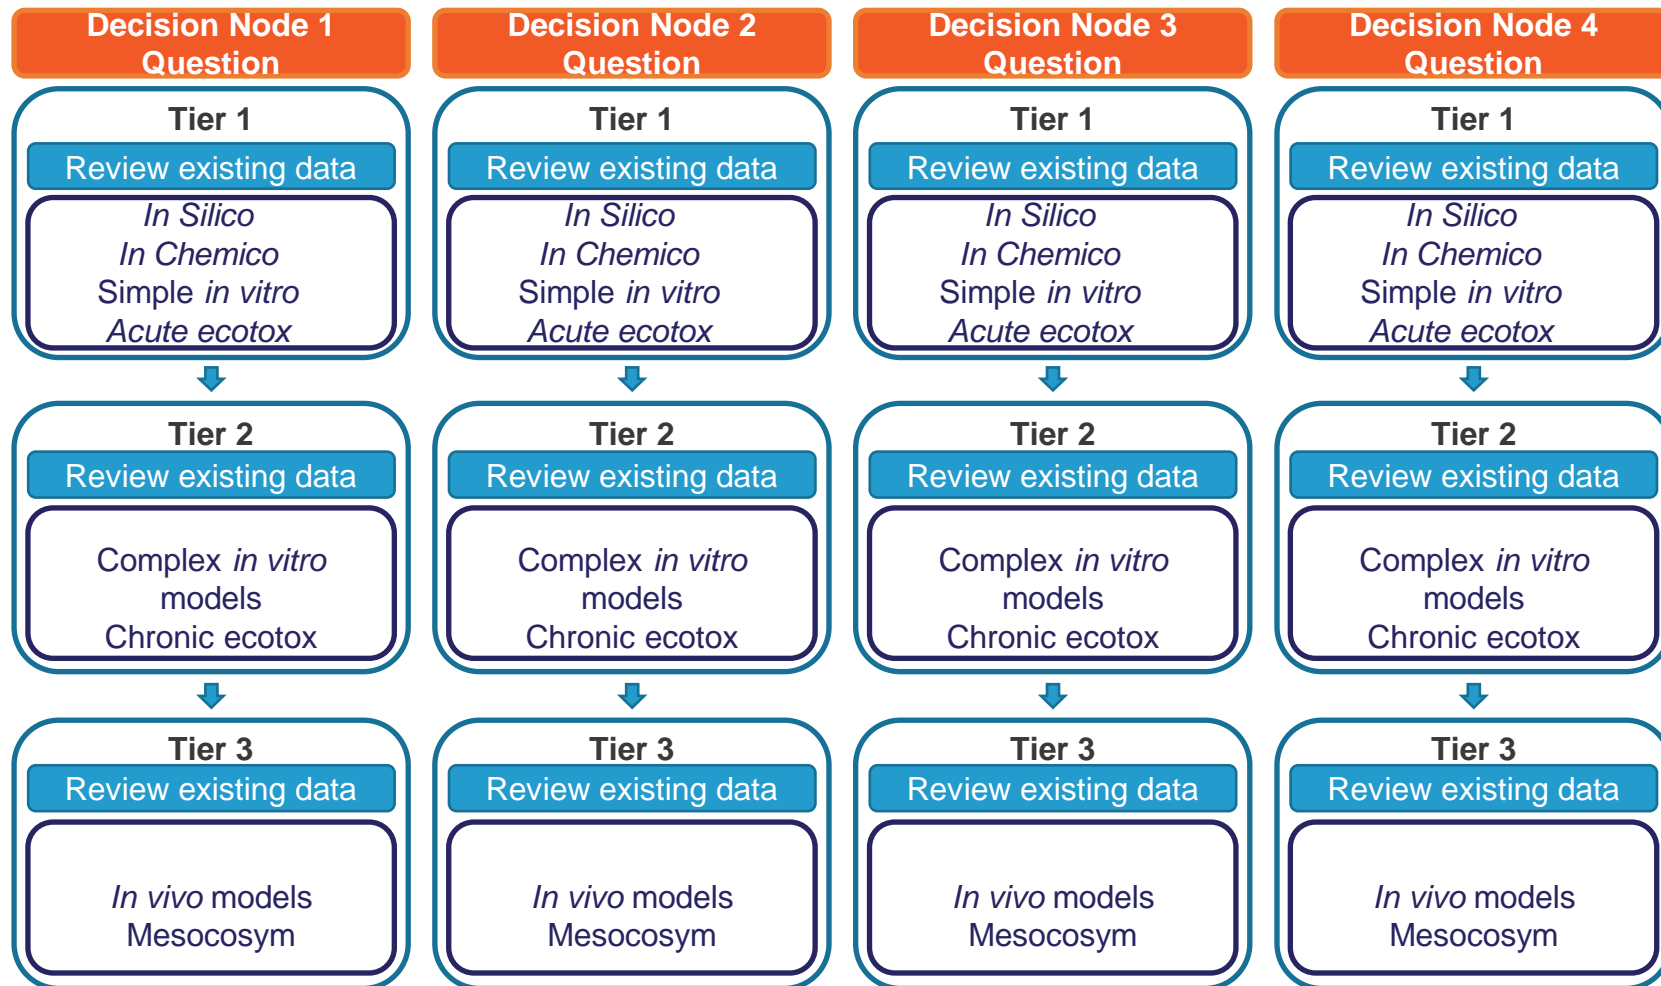 Decision Node 1
Question
Tier 1
Review existing data
In Silico
In Chemico
Simple in vitro
Acute ecotox
Tier 2
Review existing data
Complex in vitro
models
Chronic ecotox
Tier 3
Review existing data
In vivo models
Mesocosym
Decision Node 2
Question
Tier 1
Review existing data
In Silico
In Chemico
Simple in vitro
Acute ecotox
Tier 2
Review existing data
Complex in vitro
models
Chronic ecotox
Tier 3
Review existing data
In vivo models
Mesocosym
Decision Node 3
Question
Tier 1
Review existing data
In Silico
In Chemico
Simple in vitro
Acute ecotox
Tier 2
Review existing data
Complex in vitro
models
Chronic ecotox
Tier 3
Review existing data
In vivo models
Mesocosym
Decision Node 4
Question
Tier 1
Review existing data
In Silico
In Chemico
Simple in vitro
Acute ecotox
Tier 2
Review existing data
Complex in vitro
models
Chronic ecotox
Tier 3
Review existing data
In vivo models
Mesocosym